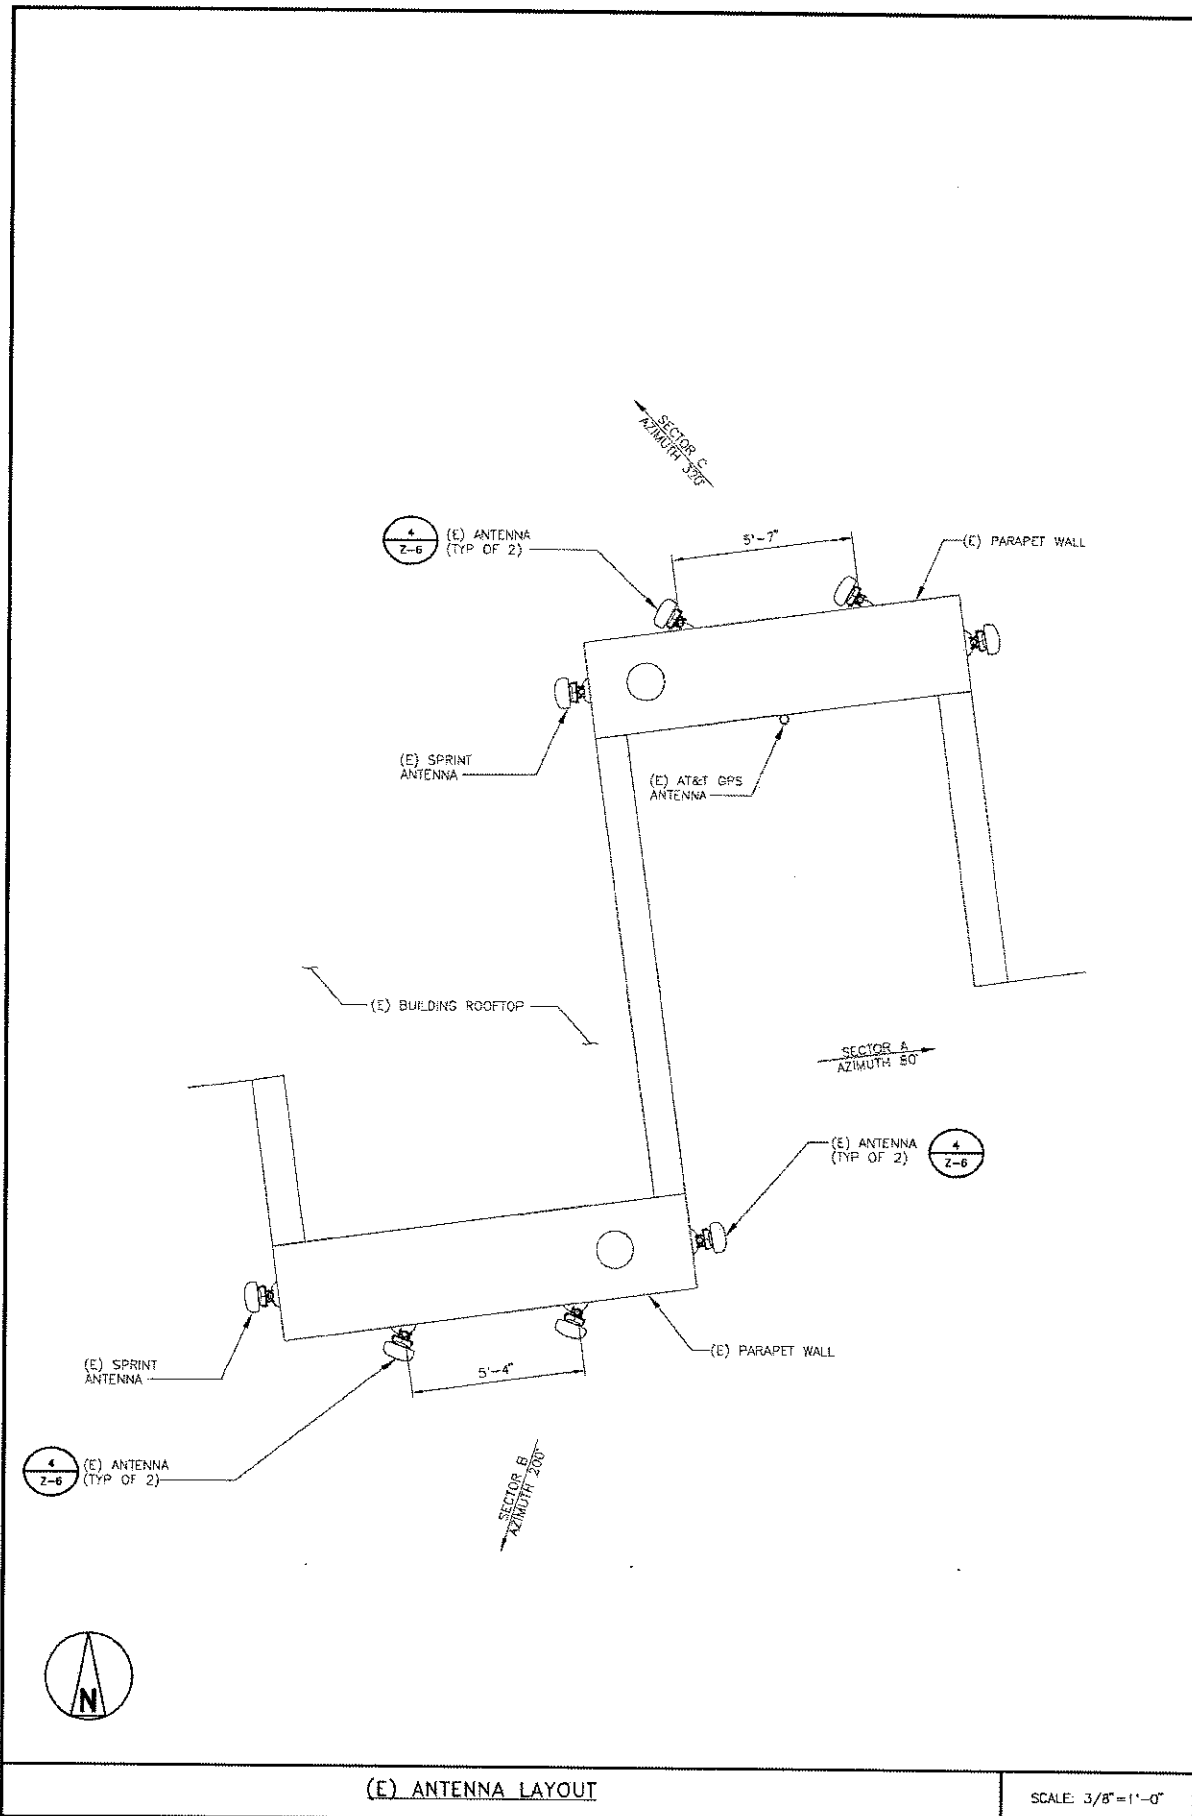 SECTOR C
AZIMUTH 320°
4
Z-6
(E) ANTENNA
(TYP OF 2)
5'-7"
(E) PARAPET WALL
(E) SPRINT
ANTENNA
(E) AT&T GPS
ANTENNA
(E) BUILDING ROOFTOP
SECTOR A
AZIMUTH 80°
(E) ANTENNA
(TYP OF 2)
4
Z-6
(E) PARAPET WALL
(E) SPRINT
ANTENNA
5'-4"
4
Z-6
(E) ANTENNA
(TYP OF 2)
SECTOR B
AZIMUTH 200°
N
(E) ANTENNA LAYOUT
SCALE: 3/8"=1'-0"